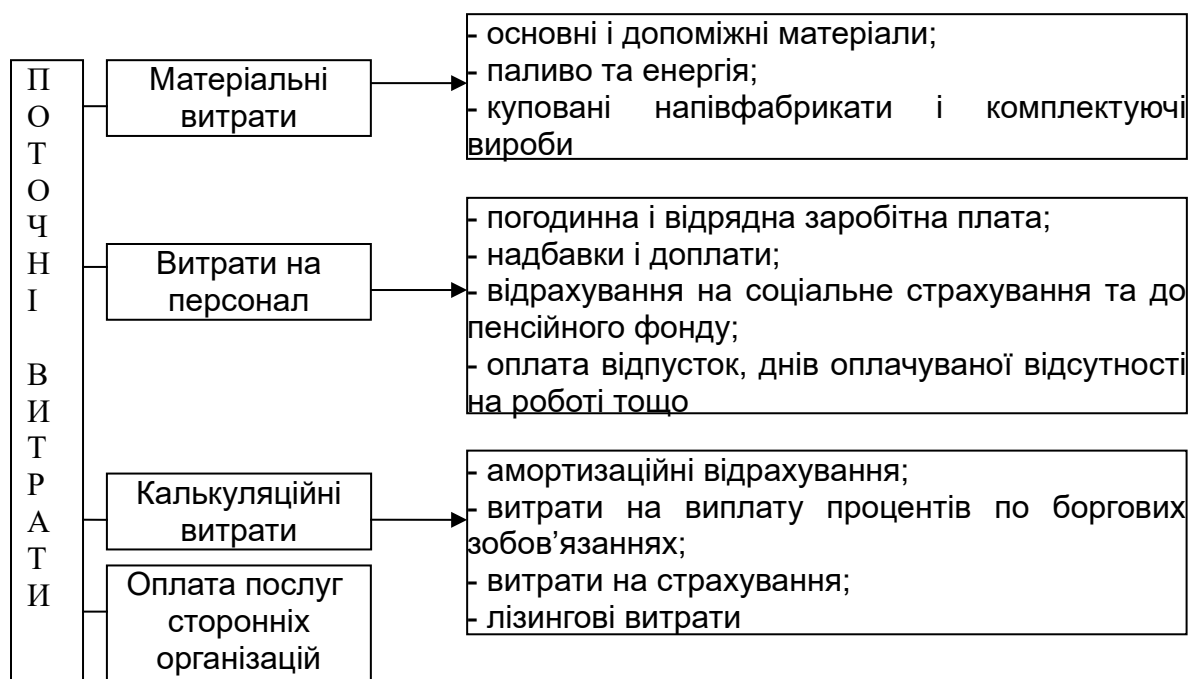 ПОТОЧНІ ВИТРАТИ
Матеріальні
витрати
- основні і допоміжні матеріали;
- паливо та енергія;
- куповані напівфабрикати і комплектуючі
вироби
Витрати на
персонал
- погодинна і відрядна заробітна плата;
- надбавки і доплати;
- відрахування на соціальне страхування та до
пенсійного фонду;
- оплата відпусток, днів оплачуваної відсутності
на роботі тощо
Калькуляційні
витрати
- амортизаційні відрахування;
- витрати на виплату процентів по боргових
зобов’язаннях;
- витрати на страхування;
- лізингові витрати
Оплата послуг
сторонніх
організацій